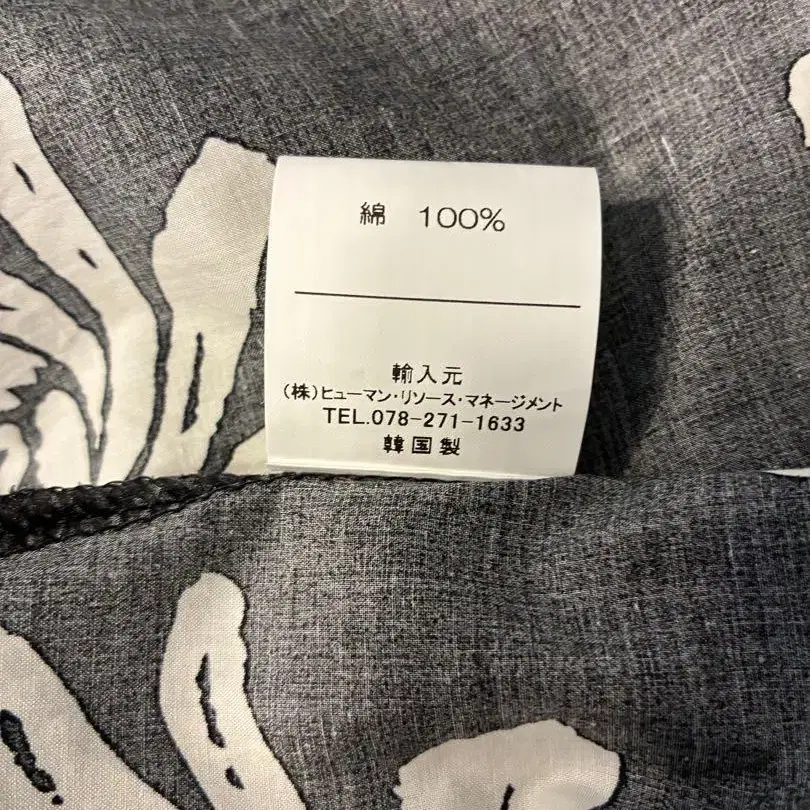 綿 100%
輸入元
(株)ヒューマン・リソース・マネージメント
TEL.078-271-1633
韓国製